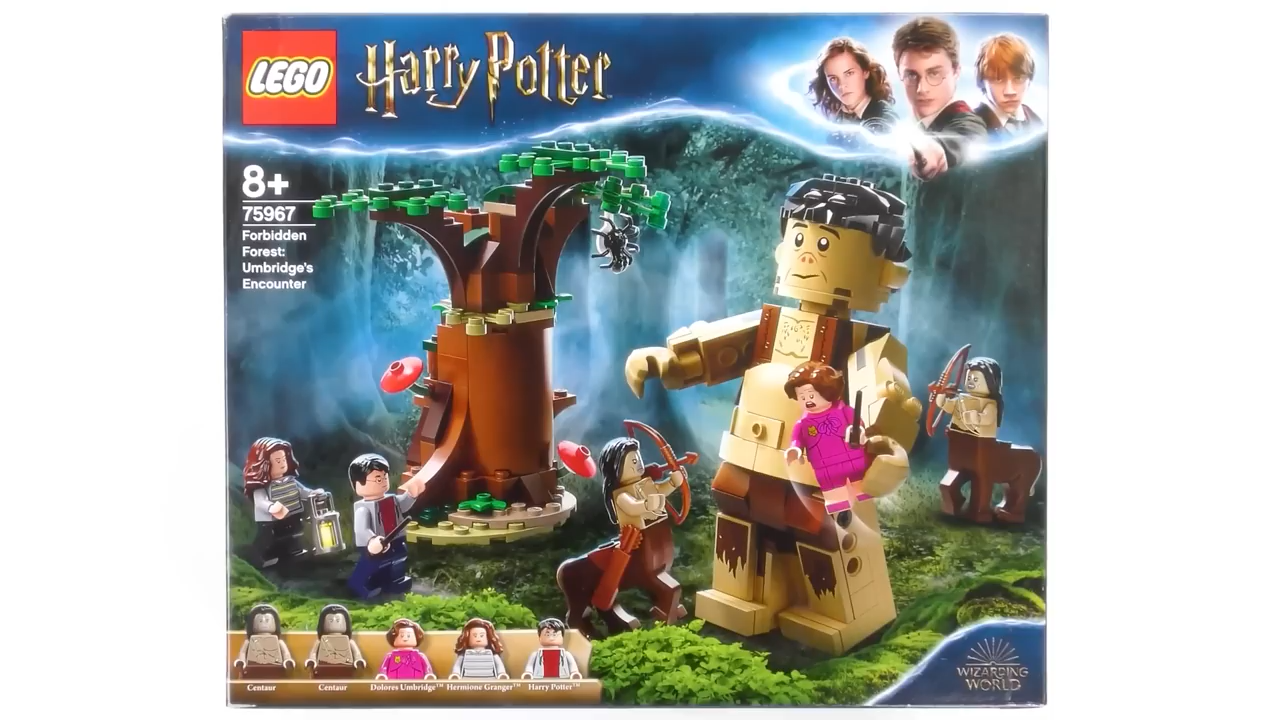 LEGO
Harry Potter
8+
75967
Forbidden
Forest:
Umbridge's
Encounter
Centaur Centaur Dolores Umbridge™ Hermione Granger™ Harry Potter™
WIZARDING
WORLD